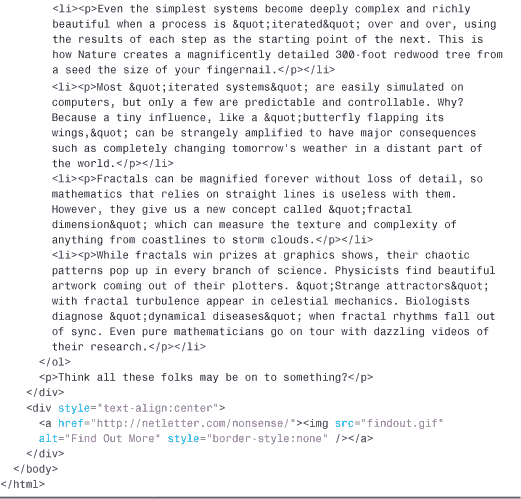 <li><p>Even the simplest systems become deeply complex and richly
beautiful when a process is &quot;iterated&quot; over and over, using
the results of each step as the starting point of the next. This is
how Nature creates a magnificently detailed 300-foot redwood tree from
a seed the size of your fingernail.</p></li>
<li><p>Most &quot;iterated systems&quot; are easily simulated on
computers, but only a few are predictable and controllable. Why?
Because a tiny influence, like a &quot;butterfly flapping its
wings,&quot; can be strangely amplified to have major consequences
such as completely changing tomorrow's weather in a distant part of
the world.</p></li>
<li><p>Fractals can be magnified forever without loss of detail, so
mathematics that relies on straight lines is useless with them.
However, they give us a new concept called &quot;fractal
dimension&quot; which can measure the texture and complexity of
anything from coastlines to storm clouds.</p></li>
<li><p>While fractals win prizes at graphics shows, their chaotic
patterns pop up in every branch of science. Physicists find beautiful
artwork coming out of their plotters. &quot;Strange attractors&quot;
with fractal turbulence appear in celestial mechanics. Biologists
diagnose &quot;dynamical diseases&quot; when fractal rhythms fall out
of sync. Even pure mathematicians go on tour with dazzling videos of
their research.</p></li>
</ol>
<p>Think all these folks may be on to something?</p>
</div>
<div style="text-align:center">
<a href="http://netletter.com/nonsense/"><img src="findout.gif"
alt="Find Out More" style="border-style:none" /></a>
</div>
</body>
</html>